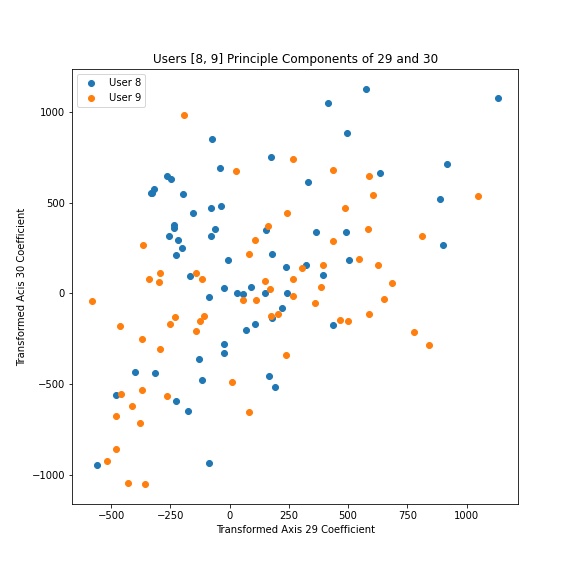 Users [8, 9] Principle Components of 29 and 30
User 8
User 9
1000
500
0
−500
−1000
Transformed Acis 30 Coefficient
−500
−250
0
250
500
750
1000
Transformed Axis 29 Coefficient